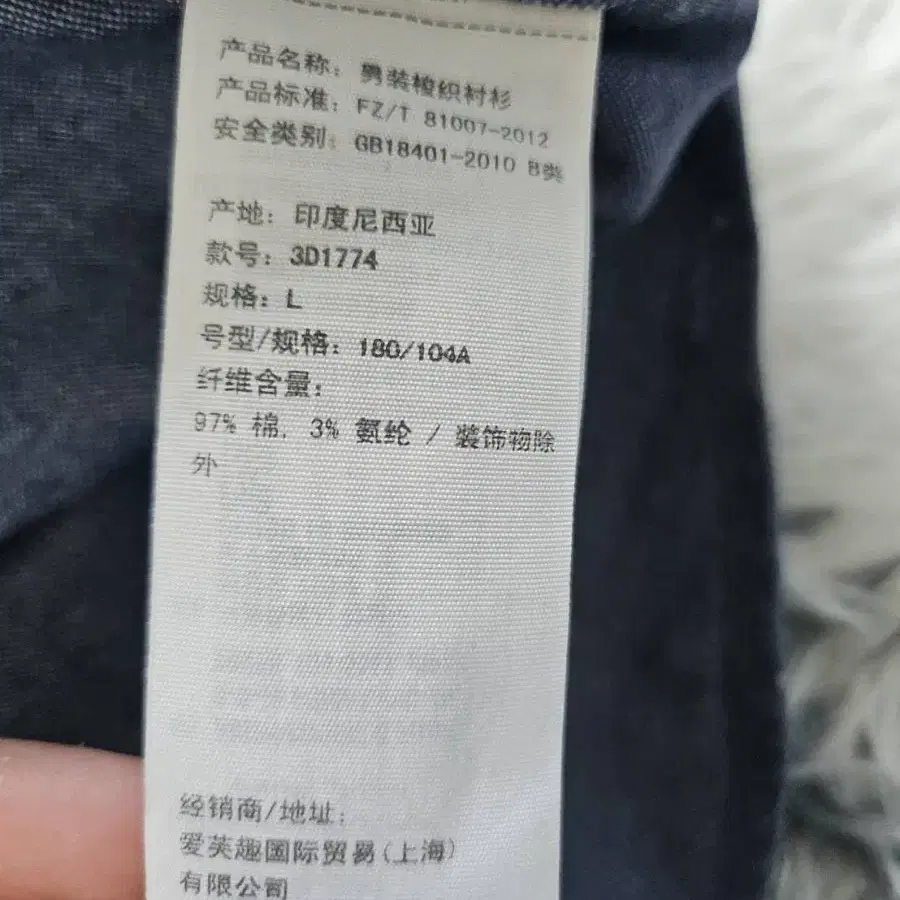 产品名称: 男装梭织衬衫
产品标准: FZ/T 81007-2012
安全类别: GB18401-2010 B类
产地: 印度尼西亚
款号: 3D1774
规格: L
号型/规格: 180/104A
纤维含量:
97% 棉, 3% 氨纶 / 装饰物除
外
经销商/地址:
爱芙趣国际贸易(上海)
有限公司